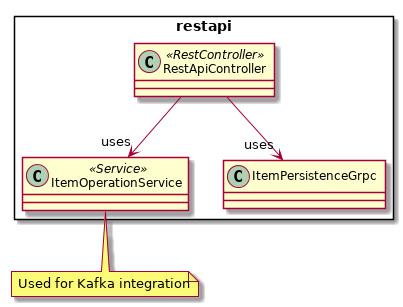 restapi
C «RestController»
RestApiController
uses
uses
C «Service»
ItemOperationService
C ItemPersistenceGrpc
Used for Kafka integration